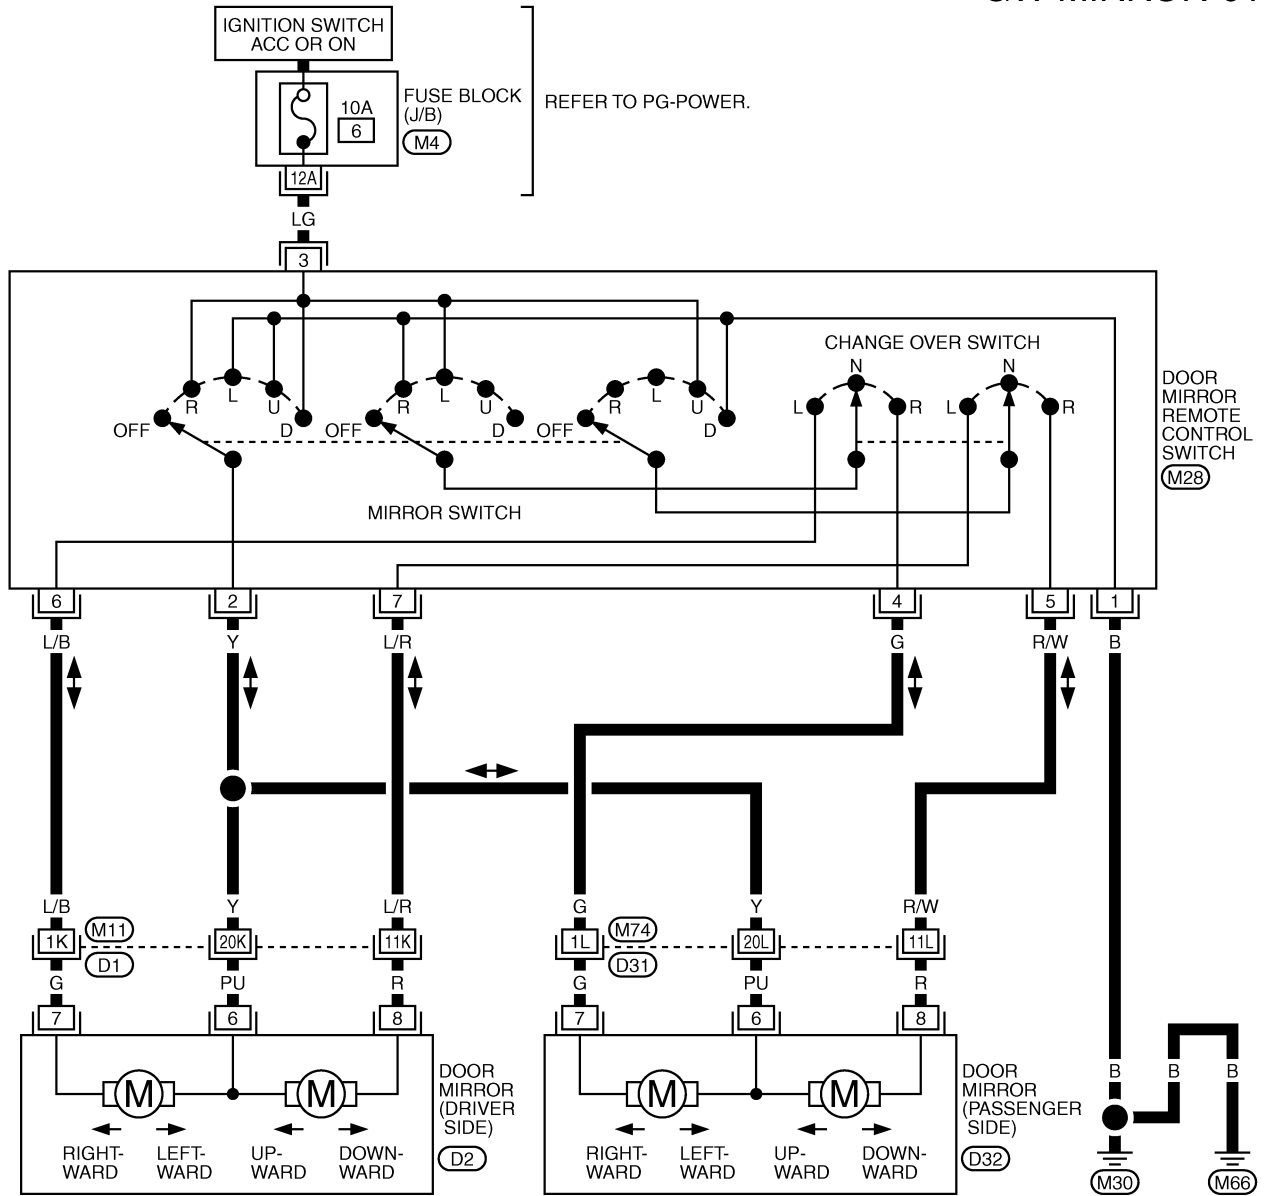 IGNITION SWITCH
ACC OR ON
10A
6
FUSE BLOCK
(J/B)
M4
REFER TO PG-POWER.
12A
LG
3
CHANGE OVER SWITCH
R L U D OFF
R L U D OFF
R L U D OFF
L N R
L N R
MIRROR SWITCH
DOOR
MIRROR
REMOTE
CONTROL
SWITCH
M28
6 2 7 4 5 1
L/B Y L/R G R/W B
L/B Y L/R G Y R/W
1K M11 20K 11K 1L M74 20L 11L
D1 D31
G PU R G PU R
7 6 8 7 6 8
B B B
M M
DOOR
MIRROR
(DRIVER
SIDE)
D2
RIGHT-
WARD
LEFT-
WARD
UP-
WARD
DOWN-
WARD
M M
DOOR
MIRROR
(PASSENGER
SIDE)
D32
RIGHT-
WARD
LEFT-
WARD
UP-
WARD
DOWN-
WARD
M30 M66